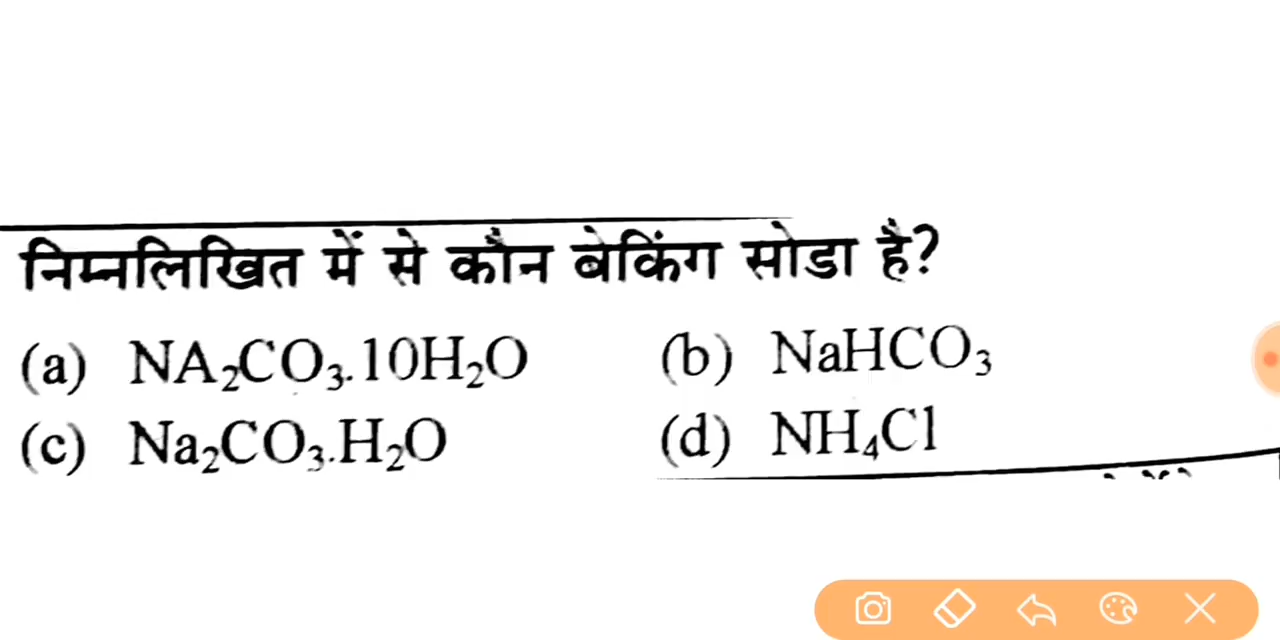 निम्नलिखित में से कौन बेकिंग सोडा है?
(a) NA₂CO₃.10H₂O (b) NaHCO₃
(c) Na₂CO₃.H₂O (d) NH₄Cl